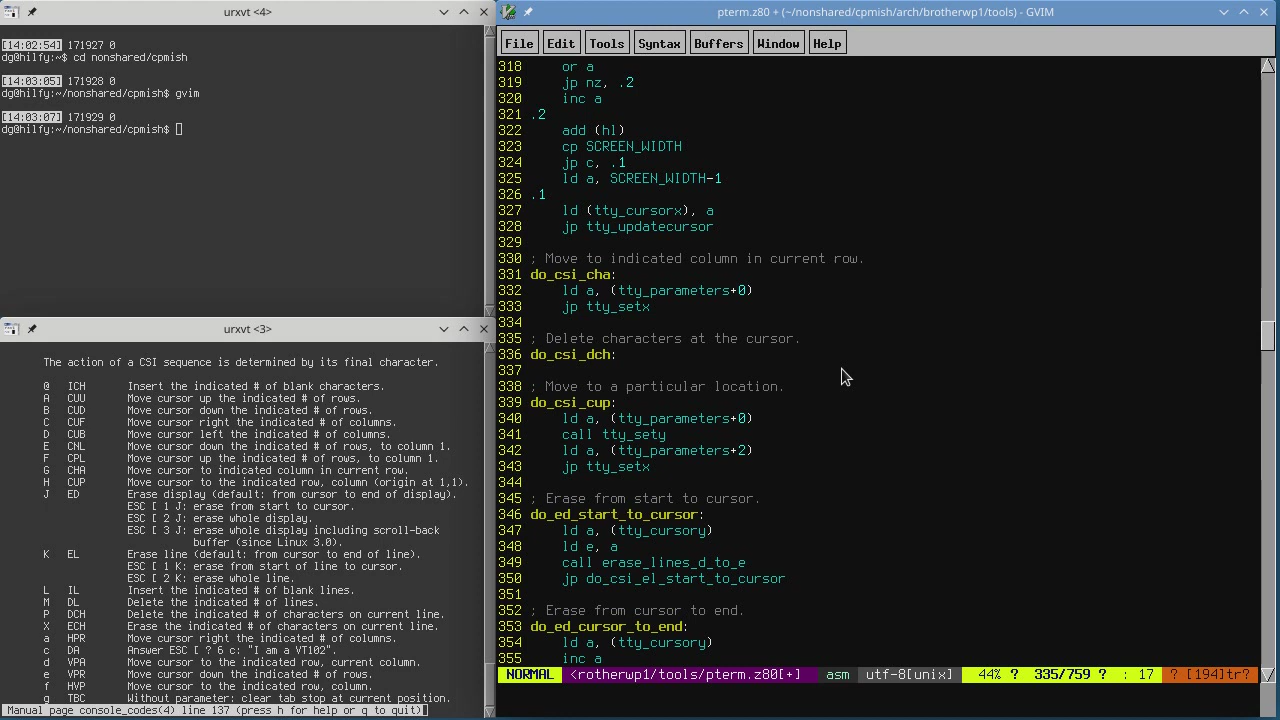 urxvt <4>
[14:02:54] 171927 0
dg@hilfy:~$ cd nonshared/cpmish
[14:03:05] 171928 0
dg@hilfy:~/nonshared/cpmish$ gvim
[14:03:07] 171929 0
dg@hilfy:~/nonshared/cpmish$
urxvt <3>
The action of a CSI sequence is determined by its final character.
@   ICH       Insert the indicated # of blank characters.
A   CUU       Move cursor up the indicated # of rows.
B   CUD       Move cursor down the indicated # of rows.
C   CUF       Move cursor right the indicated # of columns.
D   CUB       Move cursor left the indicated # of columns.
E   CNL       Move cursor down the indicated # of rows, to column 1.
F   CPL       Move cursor up the indicated # of rows, to column 1.
G   CHA       Move cursor to indicated column in current row.
H   CUP       Move cursor to the indicated row, column (origin at 1,1).
J   ED        Erase display (default: from cursor to end of display).
ESC [ 1 J: erase from start to cursor.
ESC [ 2 J: erase whole display.
ESC [ 3 J: erase whole display including scroll-back
buffer (since Linux 3.0).
K   EL        Erase line (default: from cursor to end of line).
ESC [ 1 K: erase from start of line to cursor.
ESC [ 2 K: erase whole line.
L   IL        Insert the indicated # of blank lines.
M   DL        Delete the indicated # of lines.
P   DCH       Delete the indicated # of characters on current line.
X   ECH       Erase the indicated # of characters on current line.
a   HPR       Move cursor right the indicated # of columns.
c   DA        Answer ESC [ ? 6 c: "I am a VT102".
d   VPA       Move cursor to the indicated row, current column.
e   VPR       Move cursor down the indicated # of rows.
f   HVP       Move cursor to the indicated row, column.
g   TBC       Without parameter: clear tab stop at current position.
Manual page console_codes(4) line 137 (press h for help or q to quit)
pterm.z80 + (~/nonshared/cpmish/arch/brotherwp1/tools) - GVIM
File Edit Tools Syntax Buffers Window Help
318     or a
319     jp nz, .2
320     inc a
321 .2
322     add (hl)
323     cp SCREEN_WIDTH
324     jp c, .1
325     ld a, SCREEN_WIDTH-1
326 .1
327     ld (tty_cursorx), a
328     jp tty_updatecursor
329
330 ; Move to indicated column in current row.
331 do_csi_cha:
332     ld a, (tty_parameters+0)
333     jp tty_setx
334
335 ; Delete characters at the cursor.
336 do_csi_dch:
337
338 ; Move to a particular location.
339 do_csi_cup:
340     ld a, (tty_parameters+0)
341     call tty_sety
342     ld a, (tty_parameters+2)
343     jp tty_setx
344
345 ; Erase from start to cursor.
346 do_ed_start_to_cursor:
347     ld a, (tty_cursory)
348     ld e, a
349     call erase_lines_d_to_e
350     jp do_csi_el_start_to_cursor
351
352 ; Erase from cursor to end.
353 do_ed_cursor_to_end:
354     ld a, (tty_cursory)
355     inc a
NORMAL <rotherwp1/tools/pterm.z80[+] asm utf-8[unix] 44% ? 335/759 ? : 17 ? [194]tr?